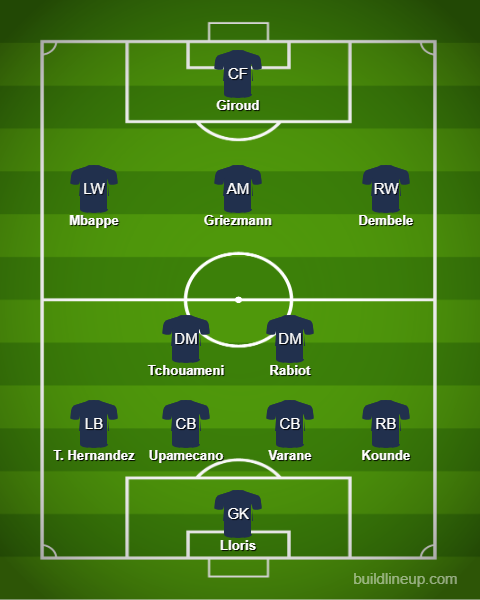 CF
Giroud
LW
AM
RW
Mbappe
Griezmann
Dembele
DM
DM
Tchouameni
Rabiot
LB
CB
CB
RB
T. Hernandez
Upamecano
Varane
Kounde
GK
Lloris
buildlineup.com